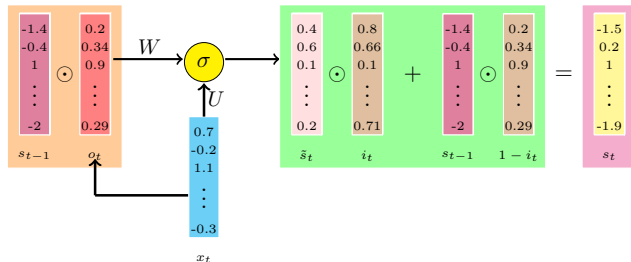 -1.4 0.2 0.4 0.8 -1.4 0.2 -1.5
-0.4 0.34 W 0.6 0.66 -0.4 0.34 0.2
1 ⊙ 0.9 σ 0.1 ⊙ 0.1 + 1 ⊙ 0.9 = 1
⋮ ⋮ ⋮ ⋮ ⋮ ⋮ ⋮
-2 0.29 U 0.2 0.71 -2 0.29 -1.9
s_{t−1} o_t s̃_t i_t s_{t−1} 1 − i_t s_t
0.7
-0.2
1.1
⋮
-0.3
x_t